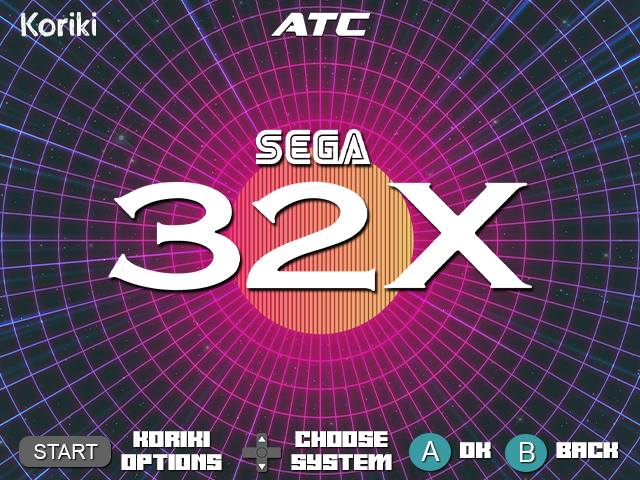 Koriki
ATC
SEGA
32X
START
KORIKI
OPTIONS
CHOOSE
SYSTEM
A
OK
B
BACK